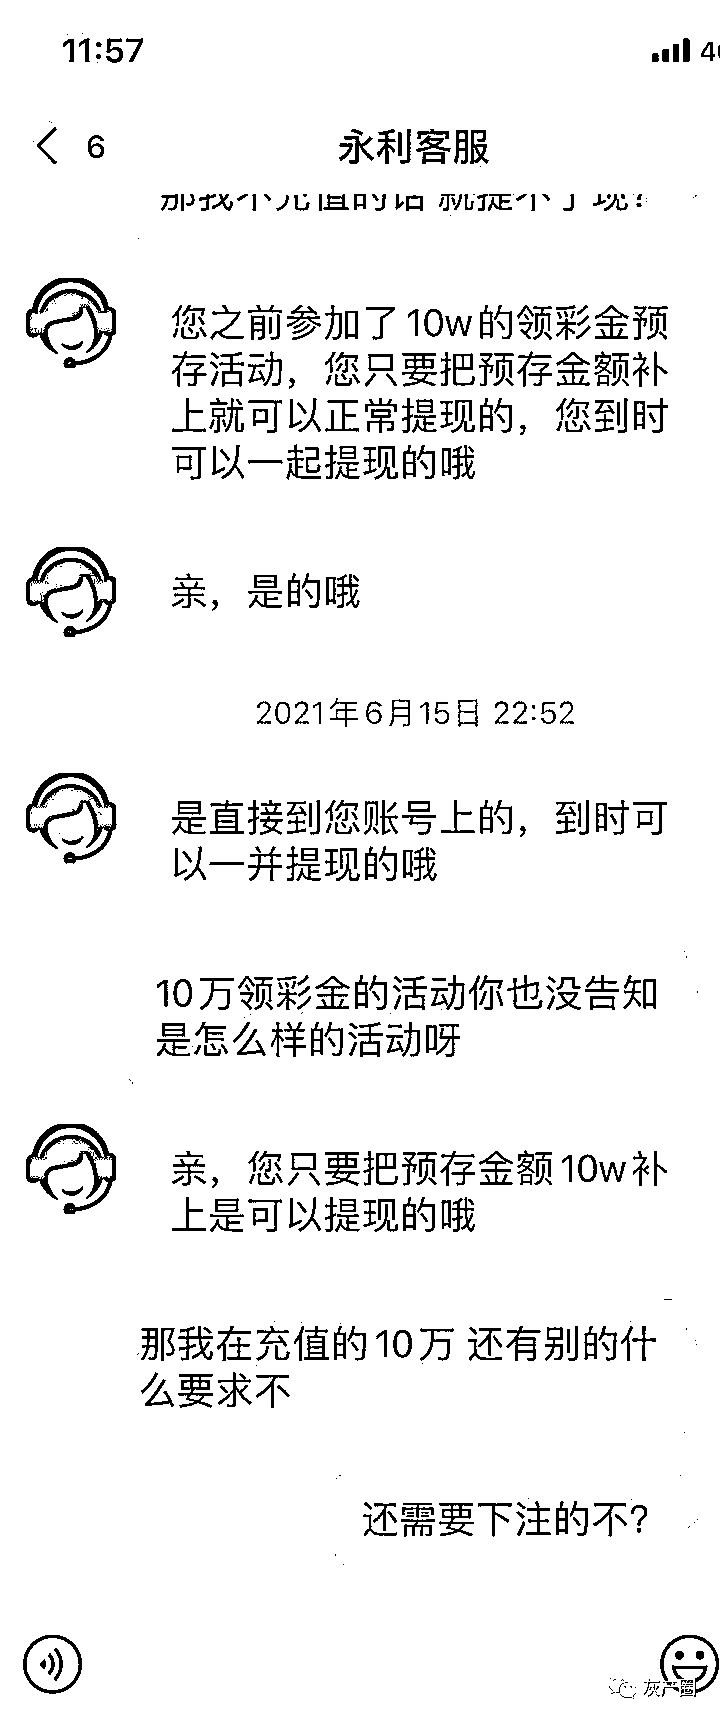 11:57
4G
6
永利客服
那我不充值的话 就提不了现?
您之前参加了10w的领彩金预
存活动，您只要把预存金额补
上就可以正常提现的，您到时
可以一起提现的哦
亲，是的哦
2021年6月15日 22:52
是直接到您账号上的，到时可
以一并提现的哦
10万领彩金的活动你也没告知
是怎么样的活动呀
亲，您只要把预存金额10w补
上是可以提现的哦
那我在充值的10万 还有别的什
么要求不
还需要下注的不?
灰产圈